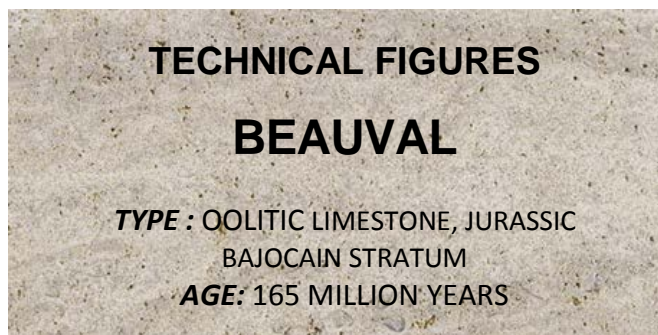 TECHNICAL FIGURES
BEAUVAL
TYPE : OOLITIC LIMESTONE, JURASSIC
BAJOCAIN STRATUM
AGE: 165 MILLION YEARS